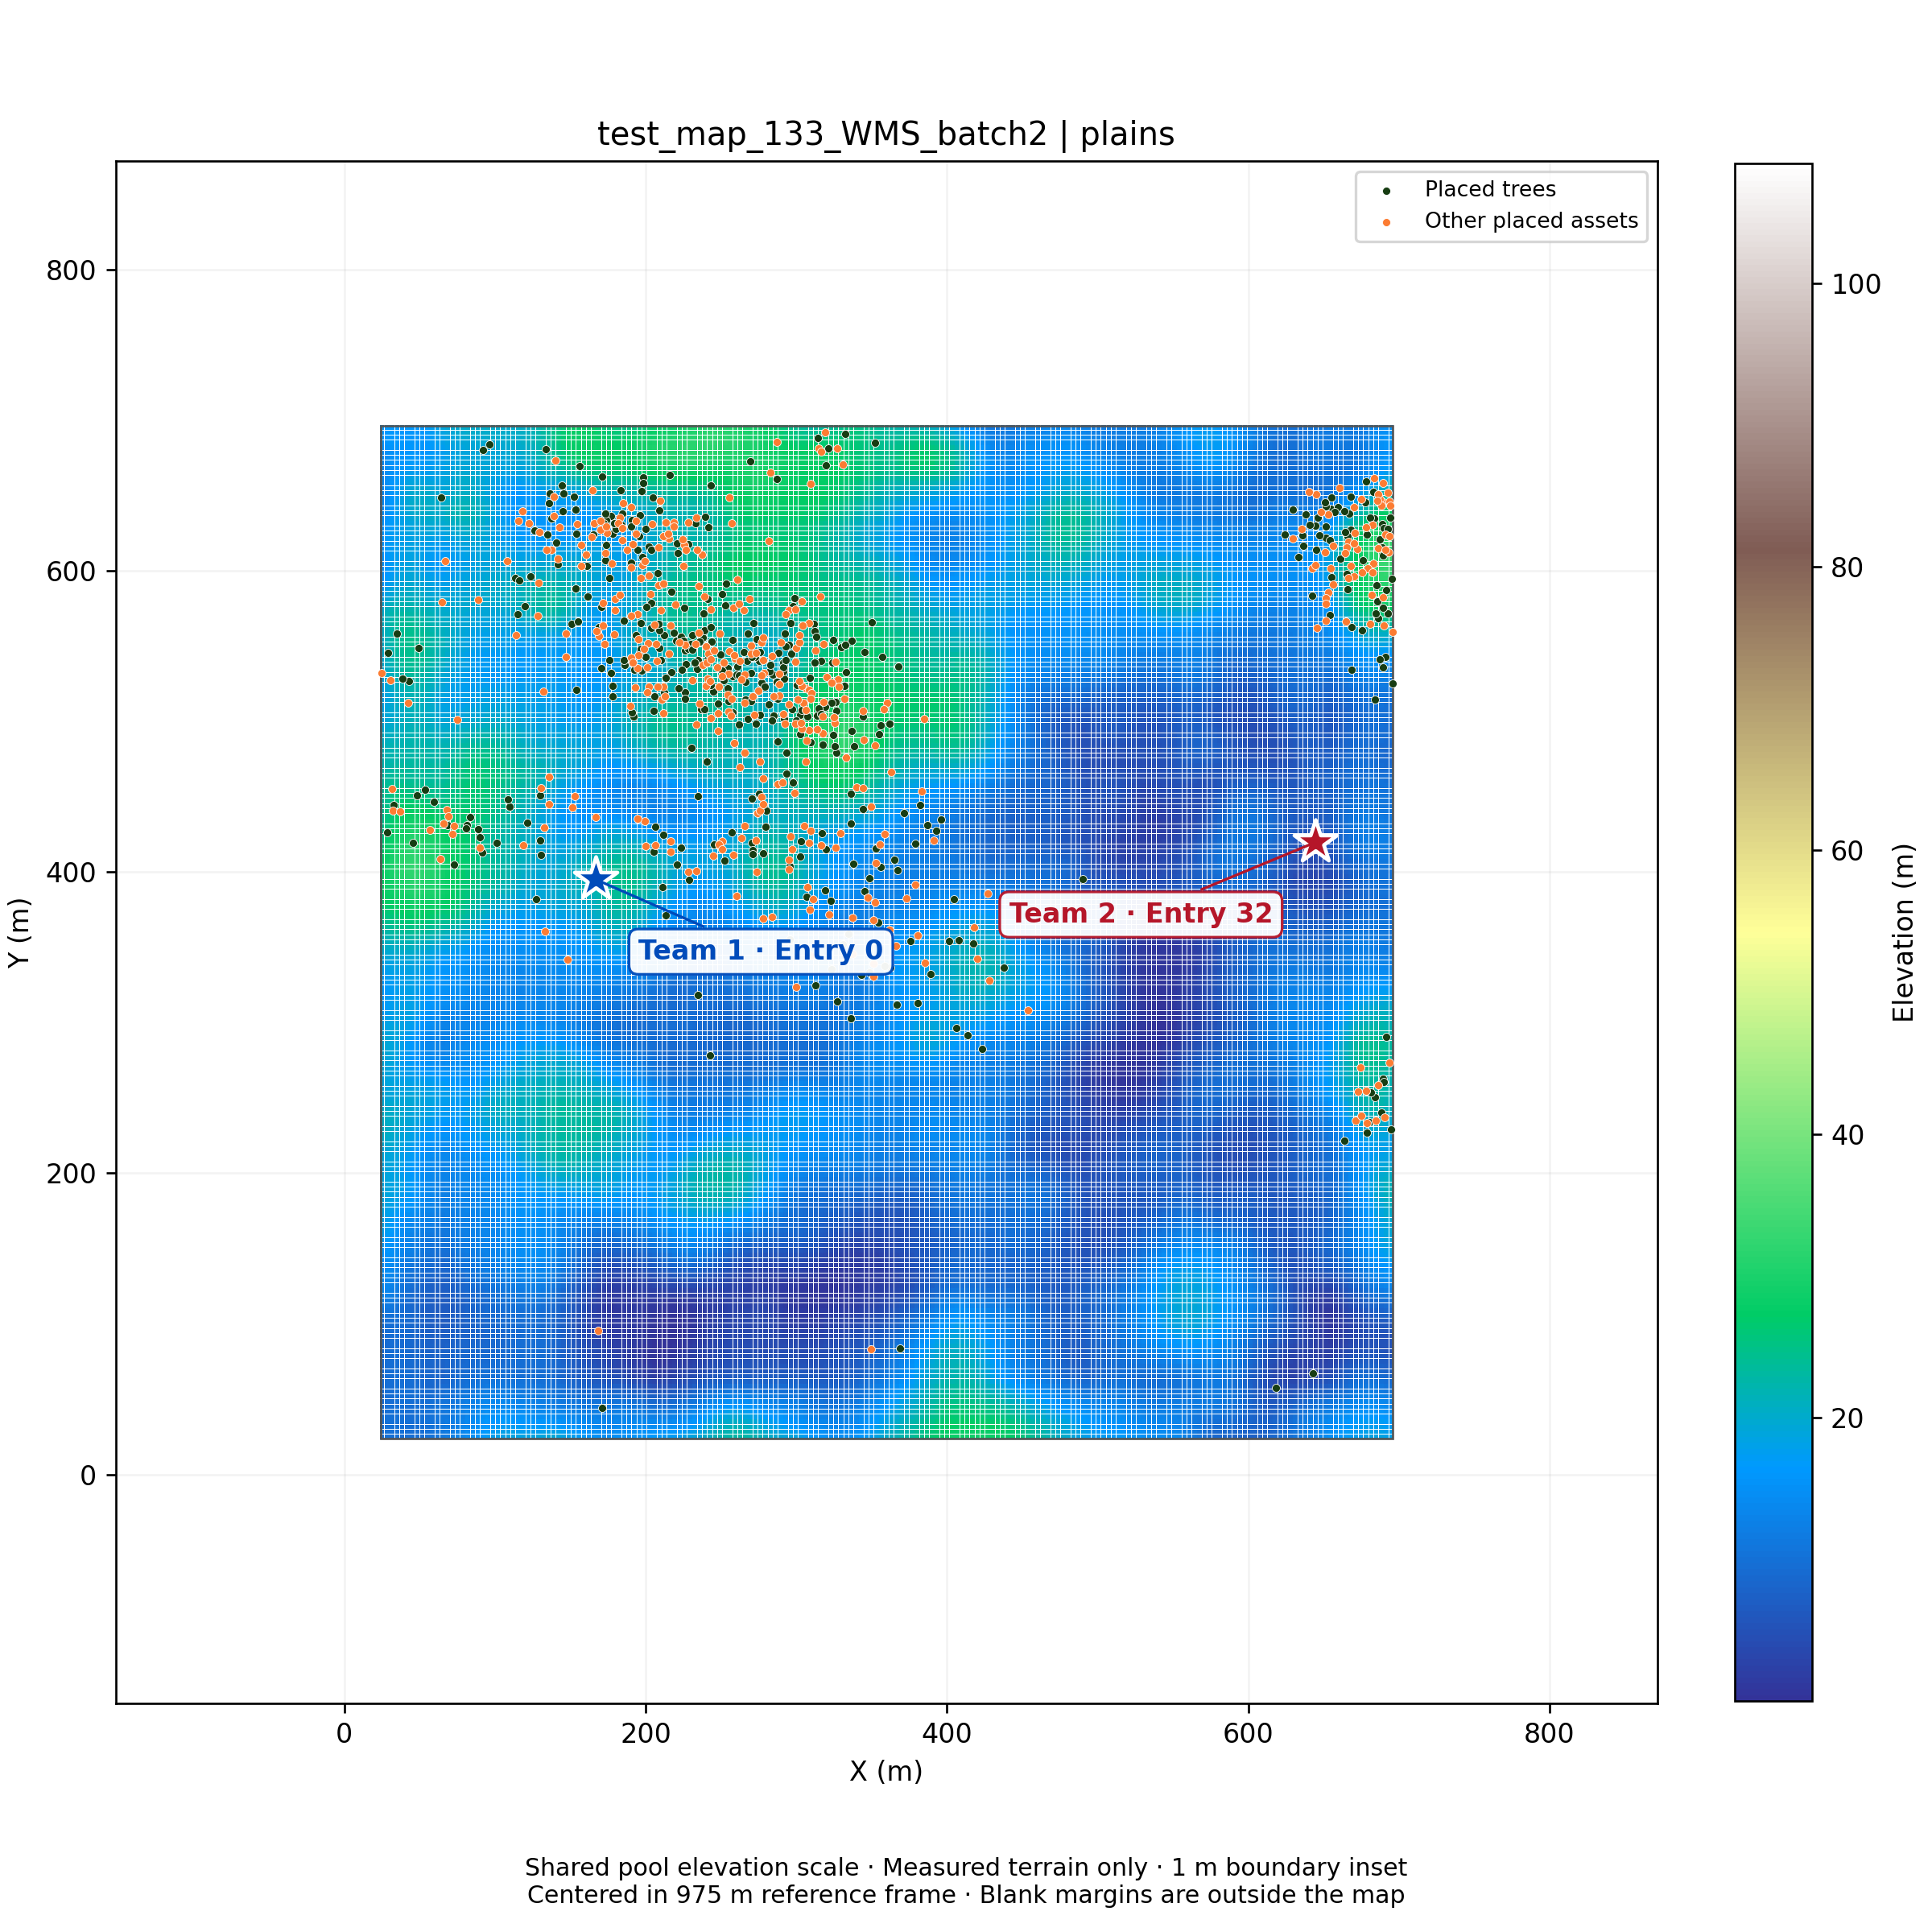 test_map_133_WMS_batch2 | plains
Placed trees
Other placed assets
800
600
400
200
0
Y (m)
Team 1 · Entry 0
Team 2 · Entry 32
0
200
400
600
800
X (m)
100
80
60
40
20
Elevation (m)
Shared pool elevation scale · Measured terrain only · 1 m boundary inset
Centered in 975 m reference frame · Blank margins are outside the map